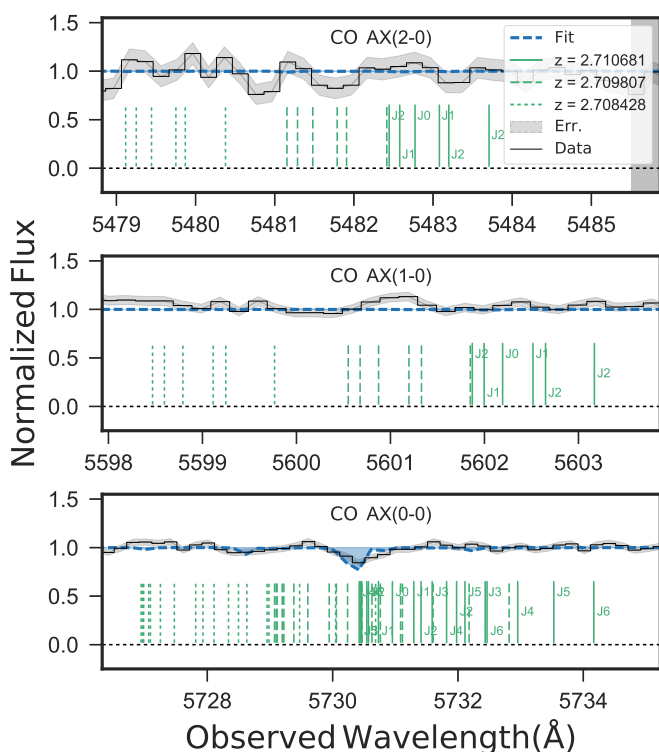 CO AX(2-0)
Fit
z = 2.710681
z = 2.709807
z = 2.708428
Err.
Data
1.5
1.0
0.5
0.0
J2
J0
J1
J1
J2
J2
5479
5480
5481
5482
5483
5484
5485
CO AX(1-0)
1.5
1.0
0.5
0.0
J2
J0
J1
J1
J2
J2
5598
5599
5600
5601
5602
5603
CO AX(0-0)
1.5
1.0
0.5
0.0
J0
J1
J3
J5
J3
J5
J1
J2
J4
J2
J6
J4
J6
5728
5730
5732
5734
Normalized Flux
Observed Wavelength(Å)